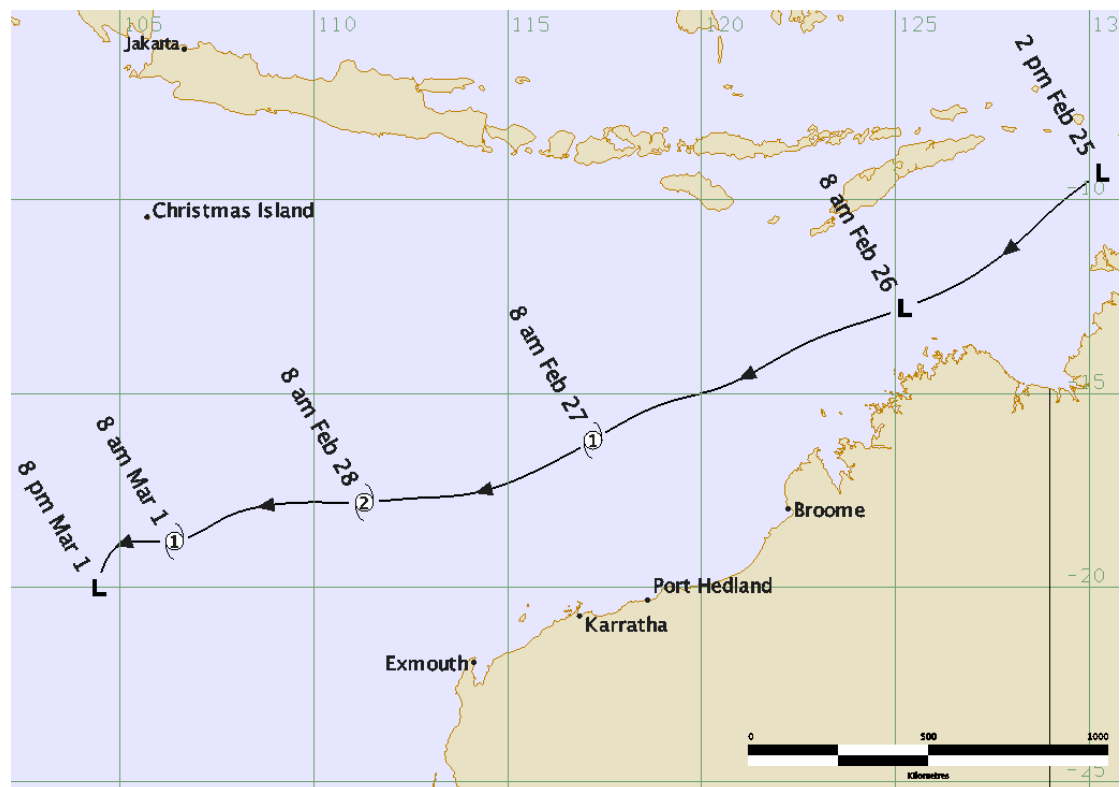 105 110 115 120 125 13
Jakarta
2 pm Feb 25
L
-10
8 am Feb 26
Christmas Island
L
8 am Feb 27
-15
8 am Feb 28
1
8 am Mar 1
2
8 pm Mar 1
Broome
1
-20
L
Port Hedland
Karratha
Exmouth
0 500 1000
Kilometres
-25